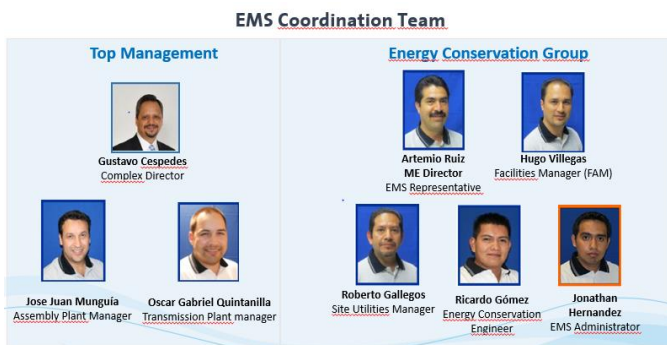 EMS Coordination Team
Top Management
Gustavo Cespedes
Complex Director
Jose Juan Munguía
Assembly Plant Manager
Oscar Gabriel Quintanilla
Transmission Plant manager
Energy Conservation Group
Artemio Ruiz
ME Director
EMS Representative
Hugo Villegas
Facilities Manager (FAM)
Roberto Gallegos
Site Utilities Manager
Ricardo Gómez
Energy Conservation
Engineer
Jonathan
Hernandez
EMS Administrator